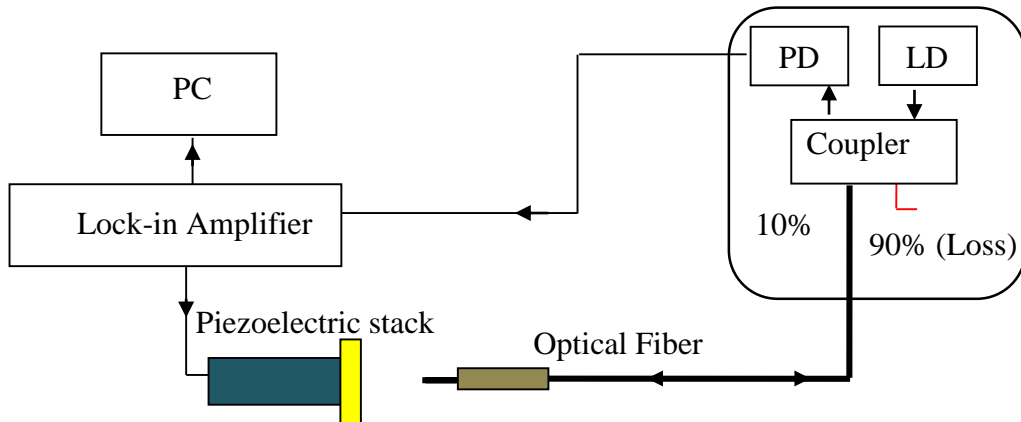 PC
PD
LD
Coupler
Lock-in Amplifier
10%
90% (Loss)
Piezoelectric stack
Optical Fiber